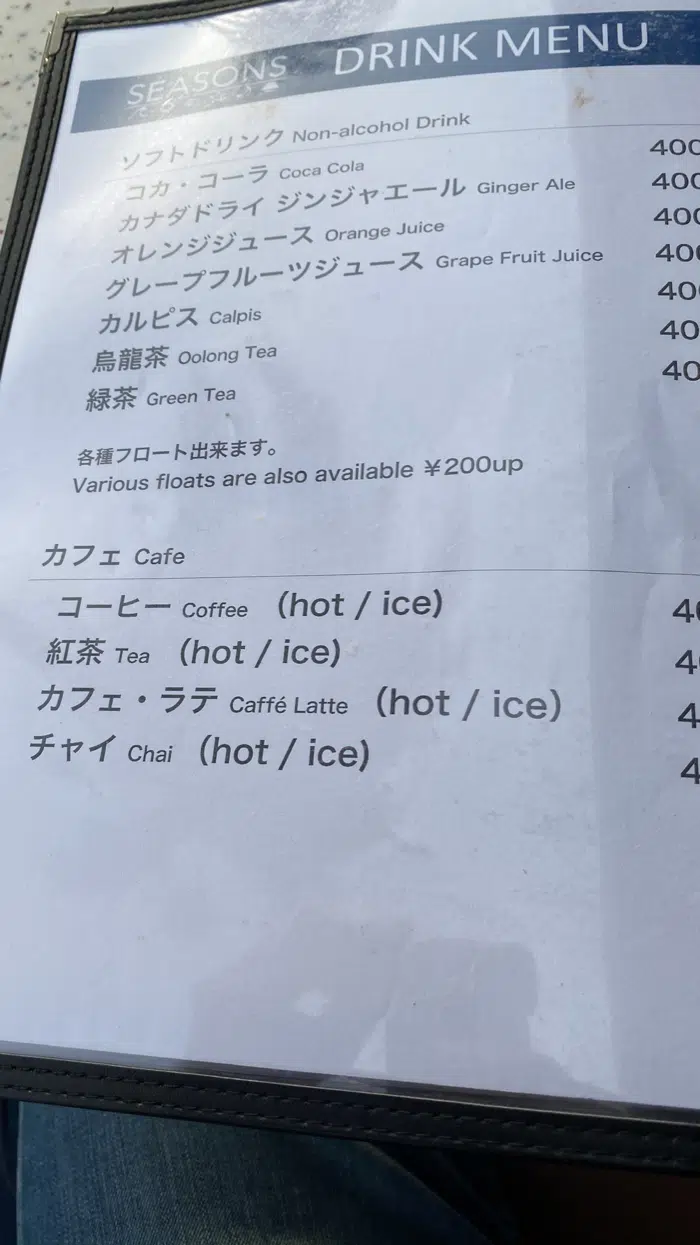 SEASONS DRINK MENU
ソフトドリンク Non-alcohol Drink
コカ・コーラ Coca Cola 400
カナダドライ ジンジャエール Ginger Ale 400
オレンジジュース Orange Juice 400
グレープフルーツジュース Grape Fruit Juice 400
カルピス Calpis 40
烏龍茶 Oolong Tea 40
緑茶 Green Tea 40
各種フロート出来ます。
Various floats are also available ¥200up
カフェ Cafe
コーヒー Coffee (hot / ice) 4
紅茶 Tea (hot / ice) 4
カフェ・ラテ Caffé Latte (hot / ice) 4
チャイ Chai (hot / ice) 4